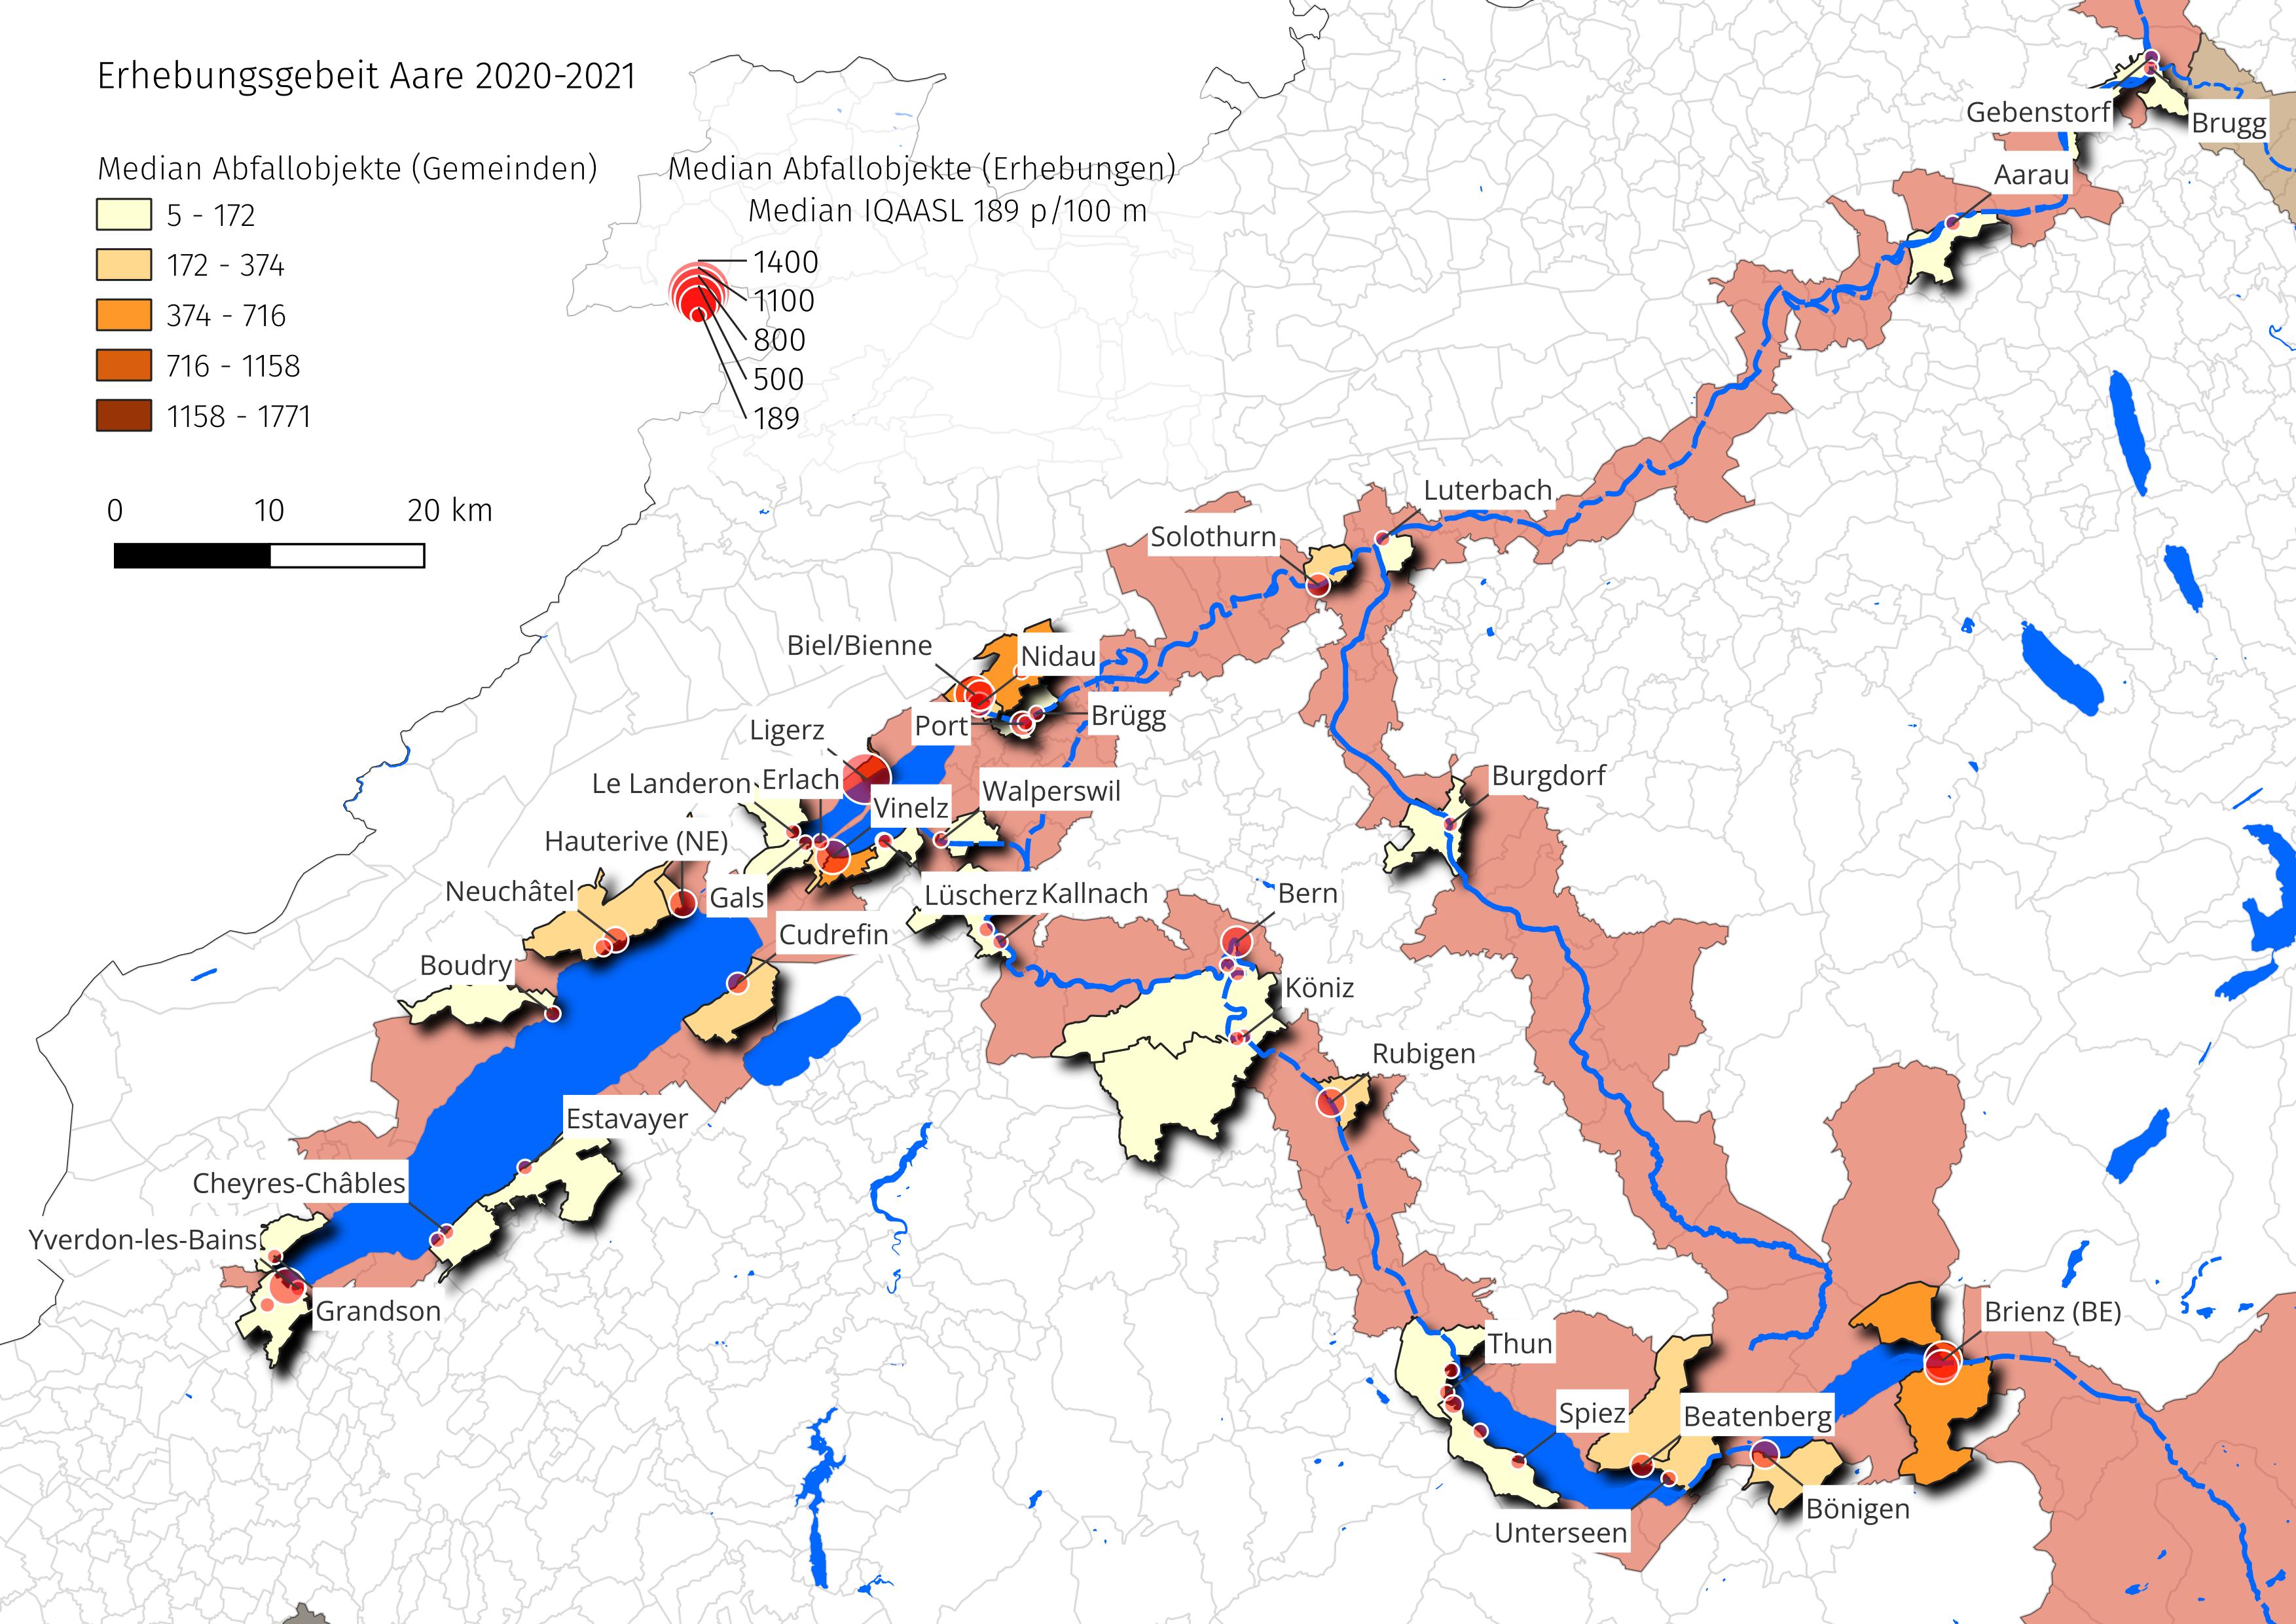 Erhebungsgebeit Aare 2020-2021
Median Abfallobjekte (Gemeinden)
5 - 172
172 - 374
374 - 716
716 - 1158
1158 - 1771
Median Abfallobjekte (Erhebungen)
Median IQAASL 189 p/100 m
1400
1100
800
500
189
0 10 20 km
Gebenstorf
Brugg
Aarau
Luterbach
Solothurn
Biel/Bienne
Nidau
Port
Brügg
Ligerz
Le Landeron
Erlach
Walperswil
Vinelz
Burgdorf
Hauterive (NE)
Neuchâtel
Gals
Lüscherz
Kallnach
Bern
Cudrefin
Boudry
Köniz
Rubigen
Estavayer
Cheyres-Châbles
Yverdon-les-Bains
Grandson
Brienz (BE)
Thun
Spiez
Beatenberg
Bönigen
Unterseen